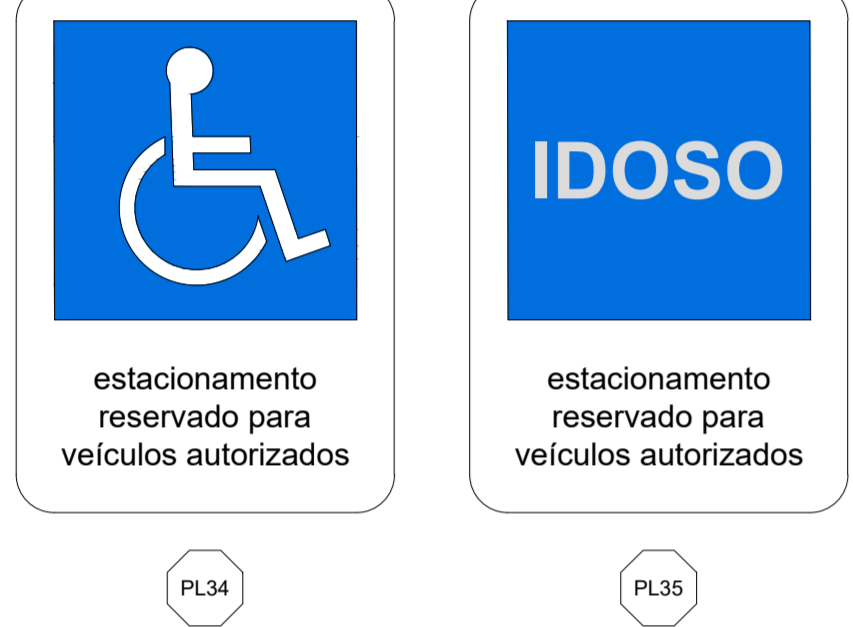 estacionamento
reservado para
veículos autorizados
PL34
IDOSO
estacionamento
reservado para
veículos autorizados
PL35